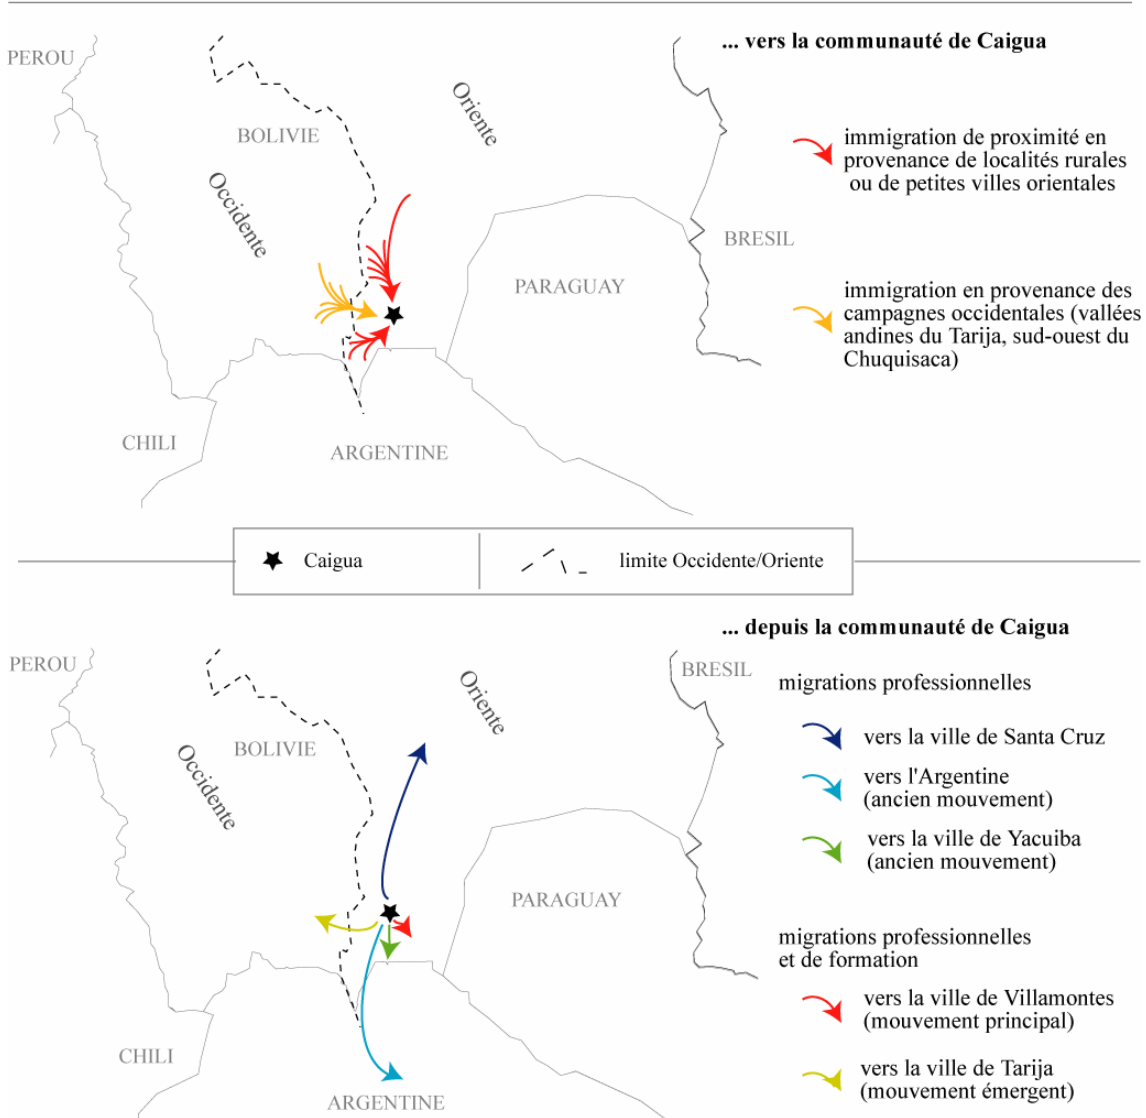 ... vers la communauté de Caigua
PEROU
BOLIVIE
Oriente
Occidente
immigration de proximité en
provenance de localités rurales
ou de petites villes orientales
BRESIL
PARAGUAY
immigration en provenance des
campagnes occidentales (vallées
andines du Tarija, sud-ouest du
Chuquisaca)
CHILI
ARGENTINE
Caigua
limite Occidente/Oriente
... depuis la communauté de Caigua
PEROU
BRESIL
Oriente
BOLIVIE
Occidente
migrations professionnelles
vers la ville de Santa Cruz
vers l'Argentine
(ancien mouvement)
vers la ville de Yacuiba
(ancien mouvement)
PARAGUAY
migrations professionnelles
et de formation
vers la ville de Villamontes
(mouvement principal)
CHILI
vers la ville de Tarija
(mouvement émergent)
ARGENTINE